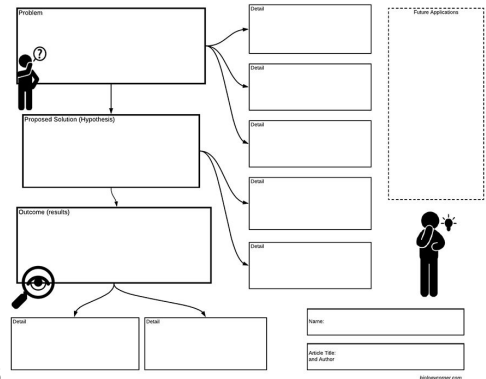 Problem
?
Detail
Future Applications
Detail
Proposed Solution (Hypothesis)
Detail
Detail
Outcome (results)
Detail
Detail
Detail
Name:
Article Title:
and Author
biologycorner.com